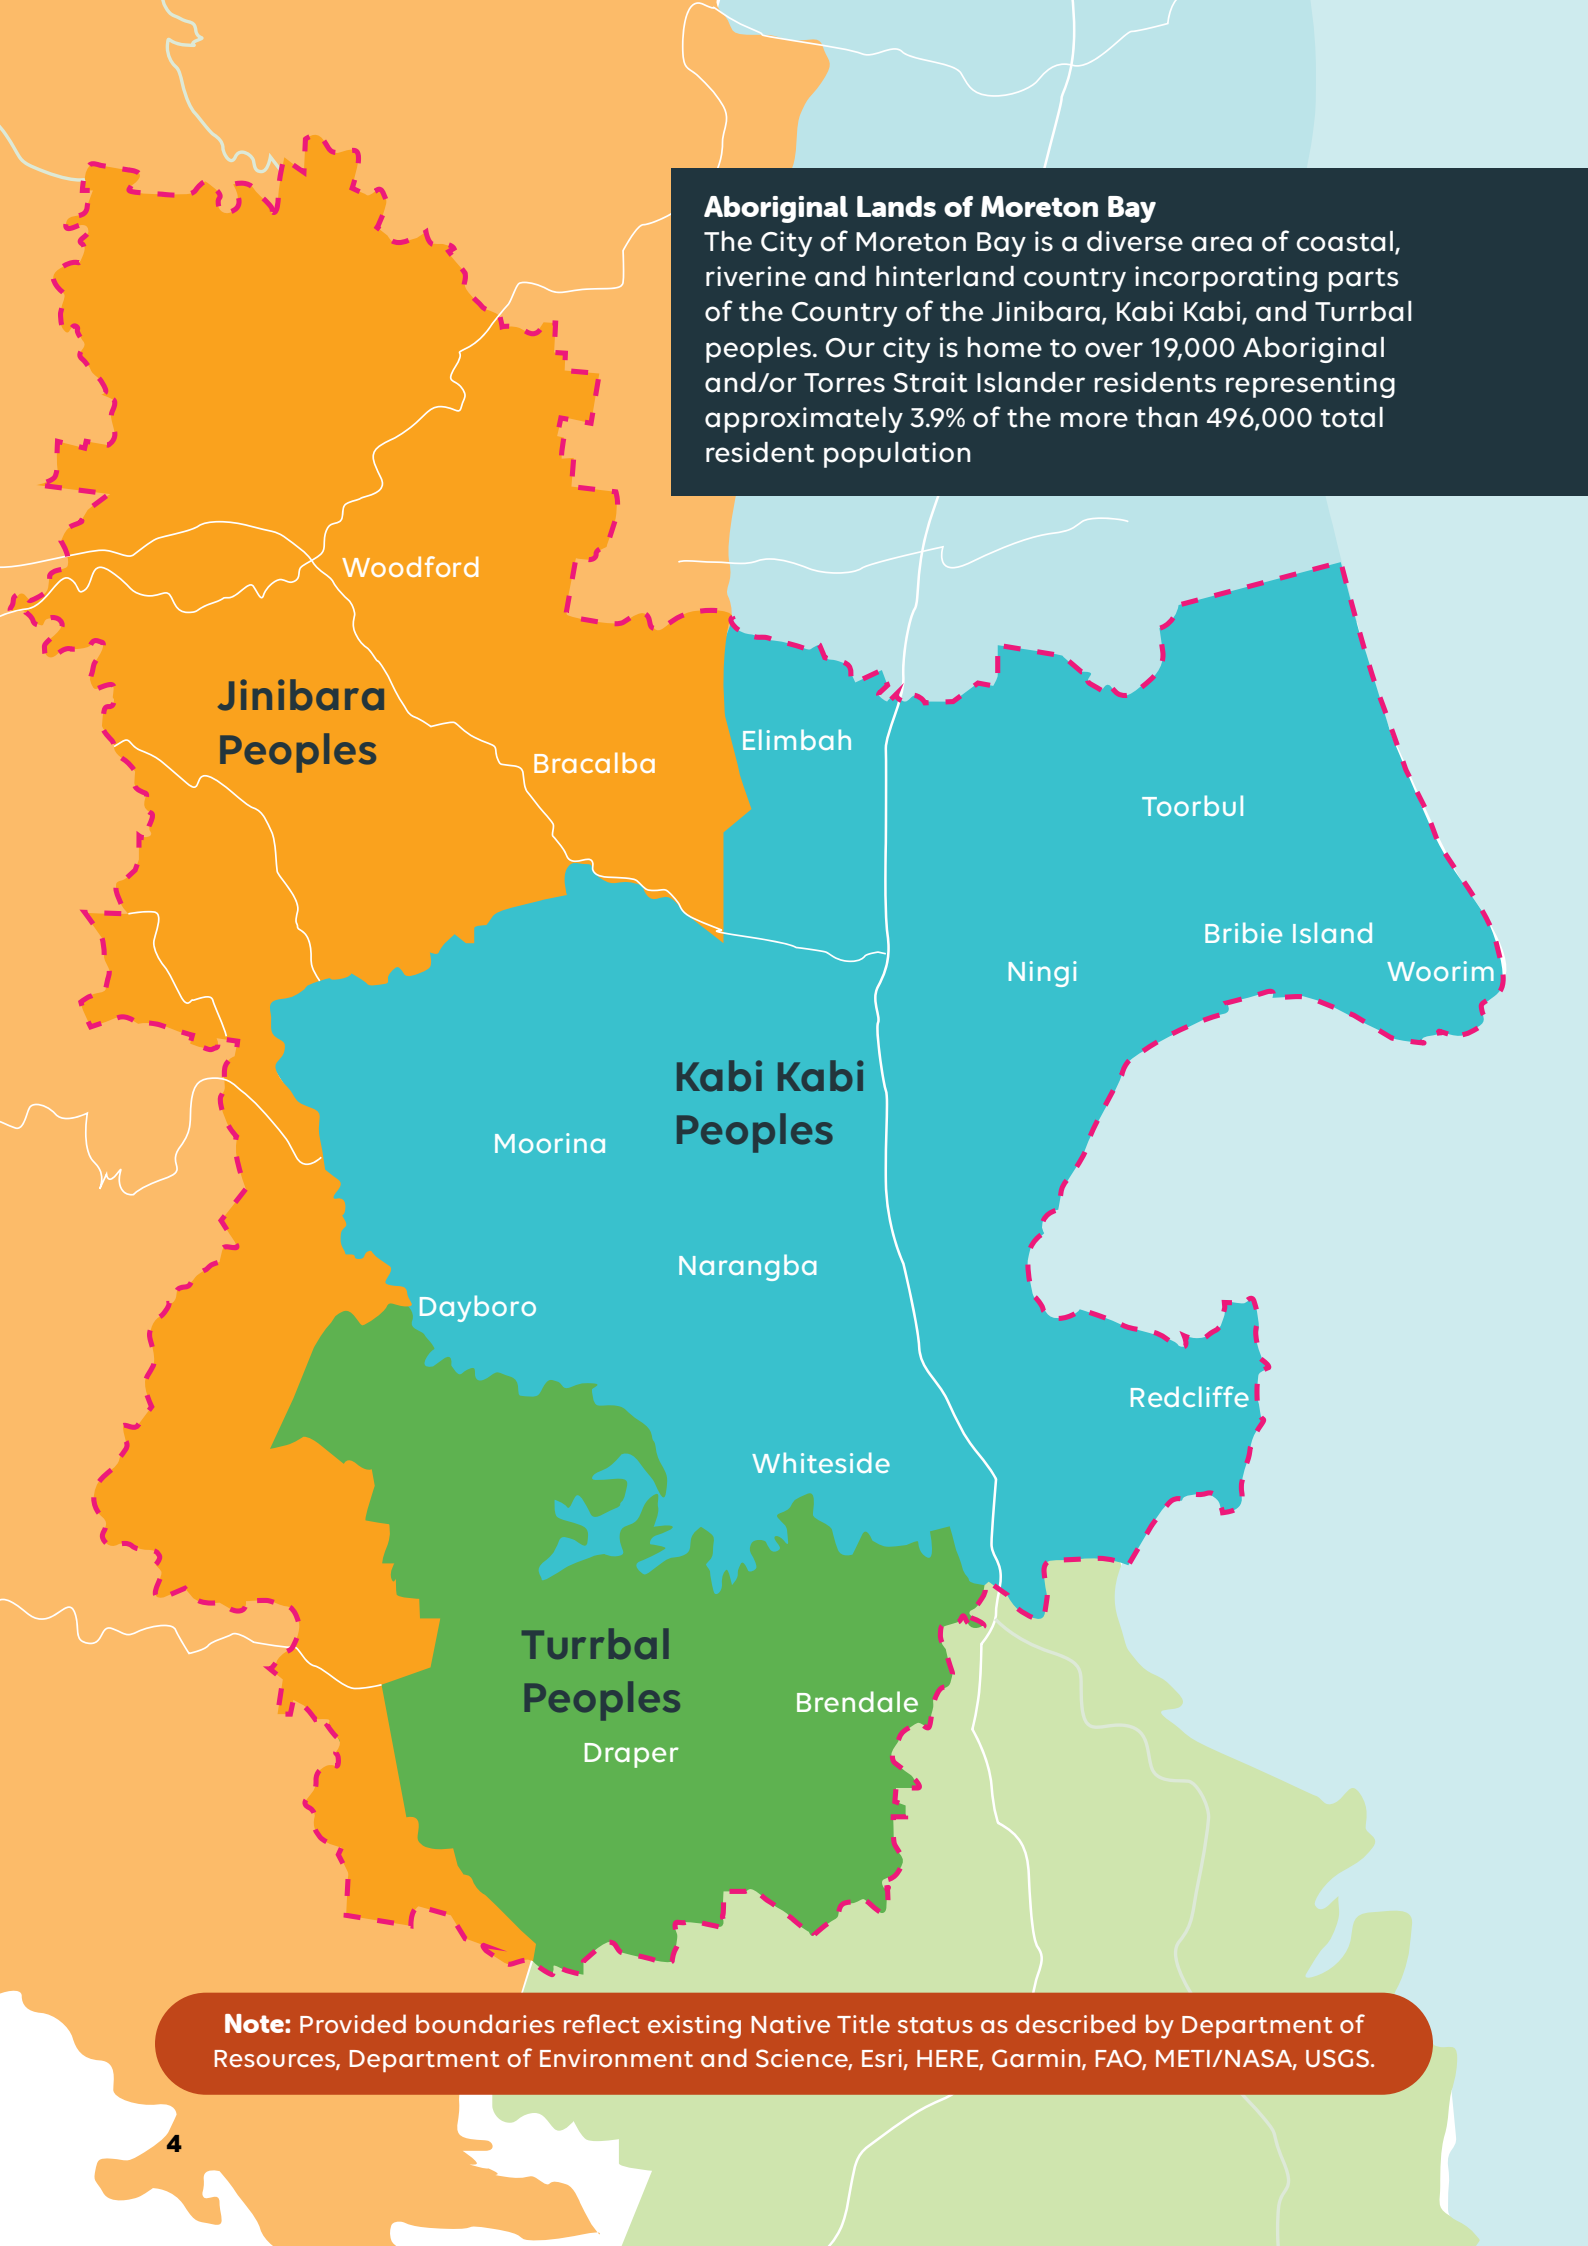 Aboriginal Lands of Moreton Bay
The City of Moreton Bay is a diverse area of coastal,
riverine and hinterland country incorporating parts
of the Country of the Jinibara, Kabi Kabi, and Turrbal
peoples. Our city is home to over 19,000 Aboriginal
and/or Torres Strait Islander residents representing
approximately 3.9% of the more than 496,000 total
resident population
Woodford
Jinibara
Peoples
Bracalba
Elimbah
Toorbul
Bribie Island
Ningi
Woorim
Kabi Kabi
Peoples
Moorina
Narangba
Dayboro
Redcliffe
Whiteside
Turrbal
Peoples
Brendale
Draper
Note: Provided boundaries reflect existing Native Title status as described by Department of
Resources, Department of Environment and Science, Esri, HERE, Garmin, FAO, METI/NASA, USGS.
4